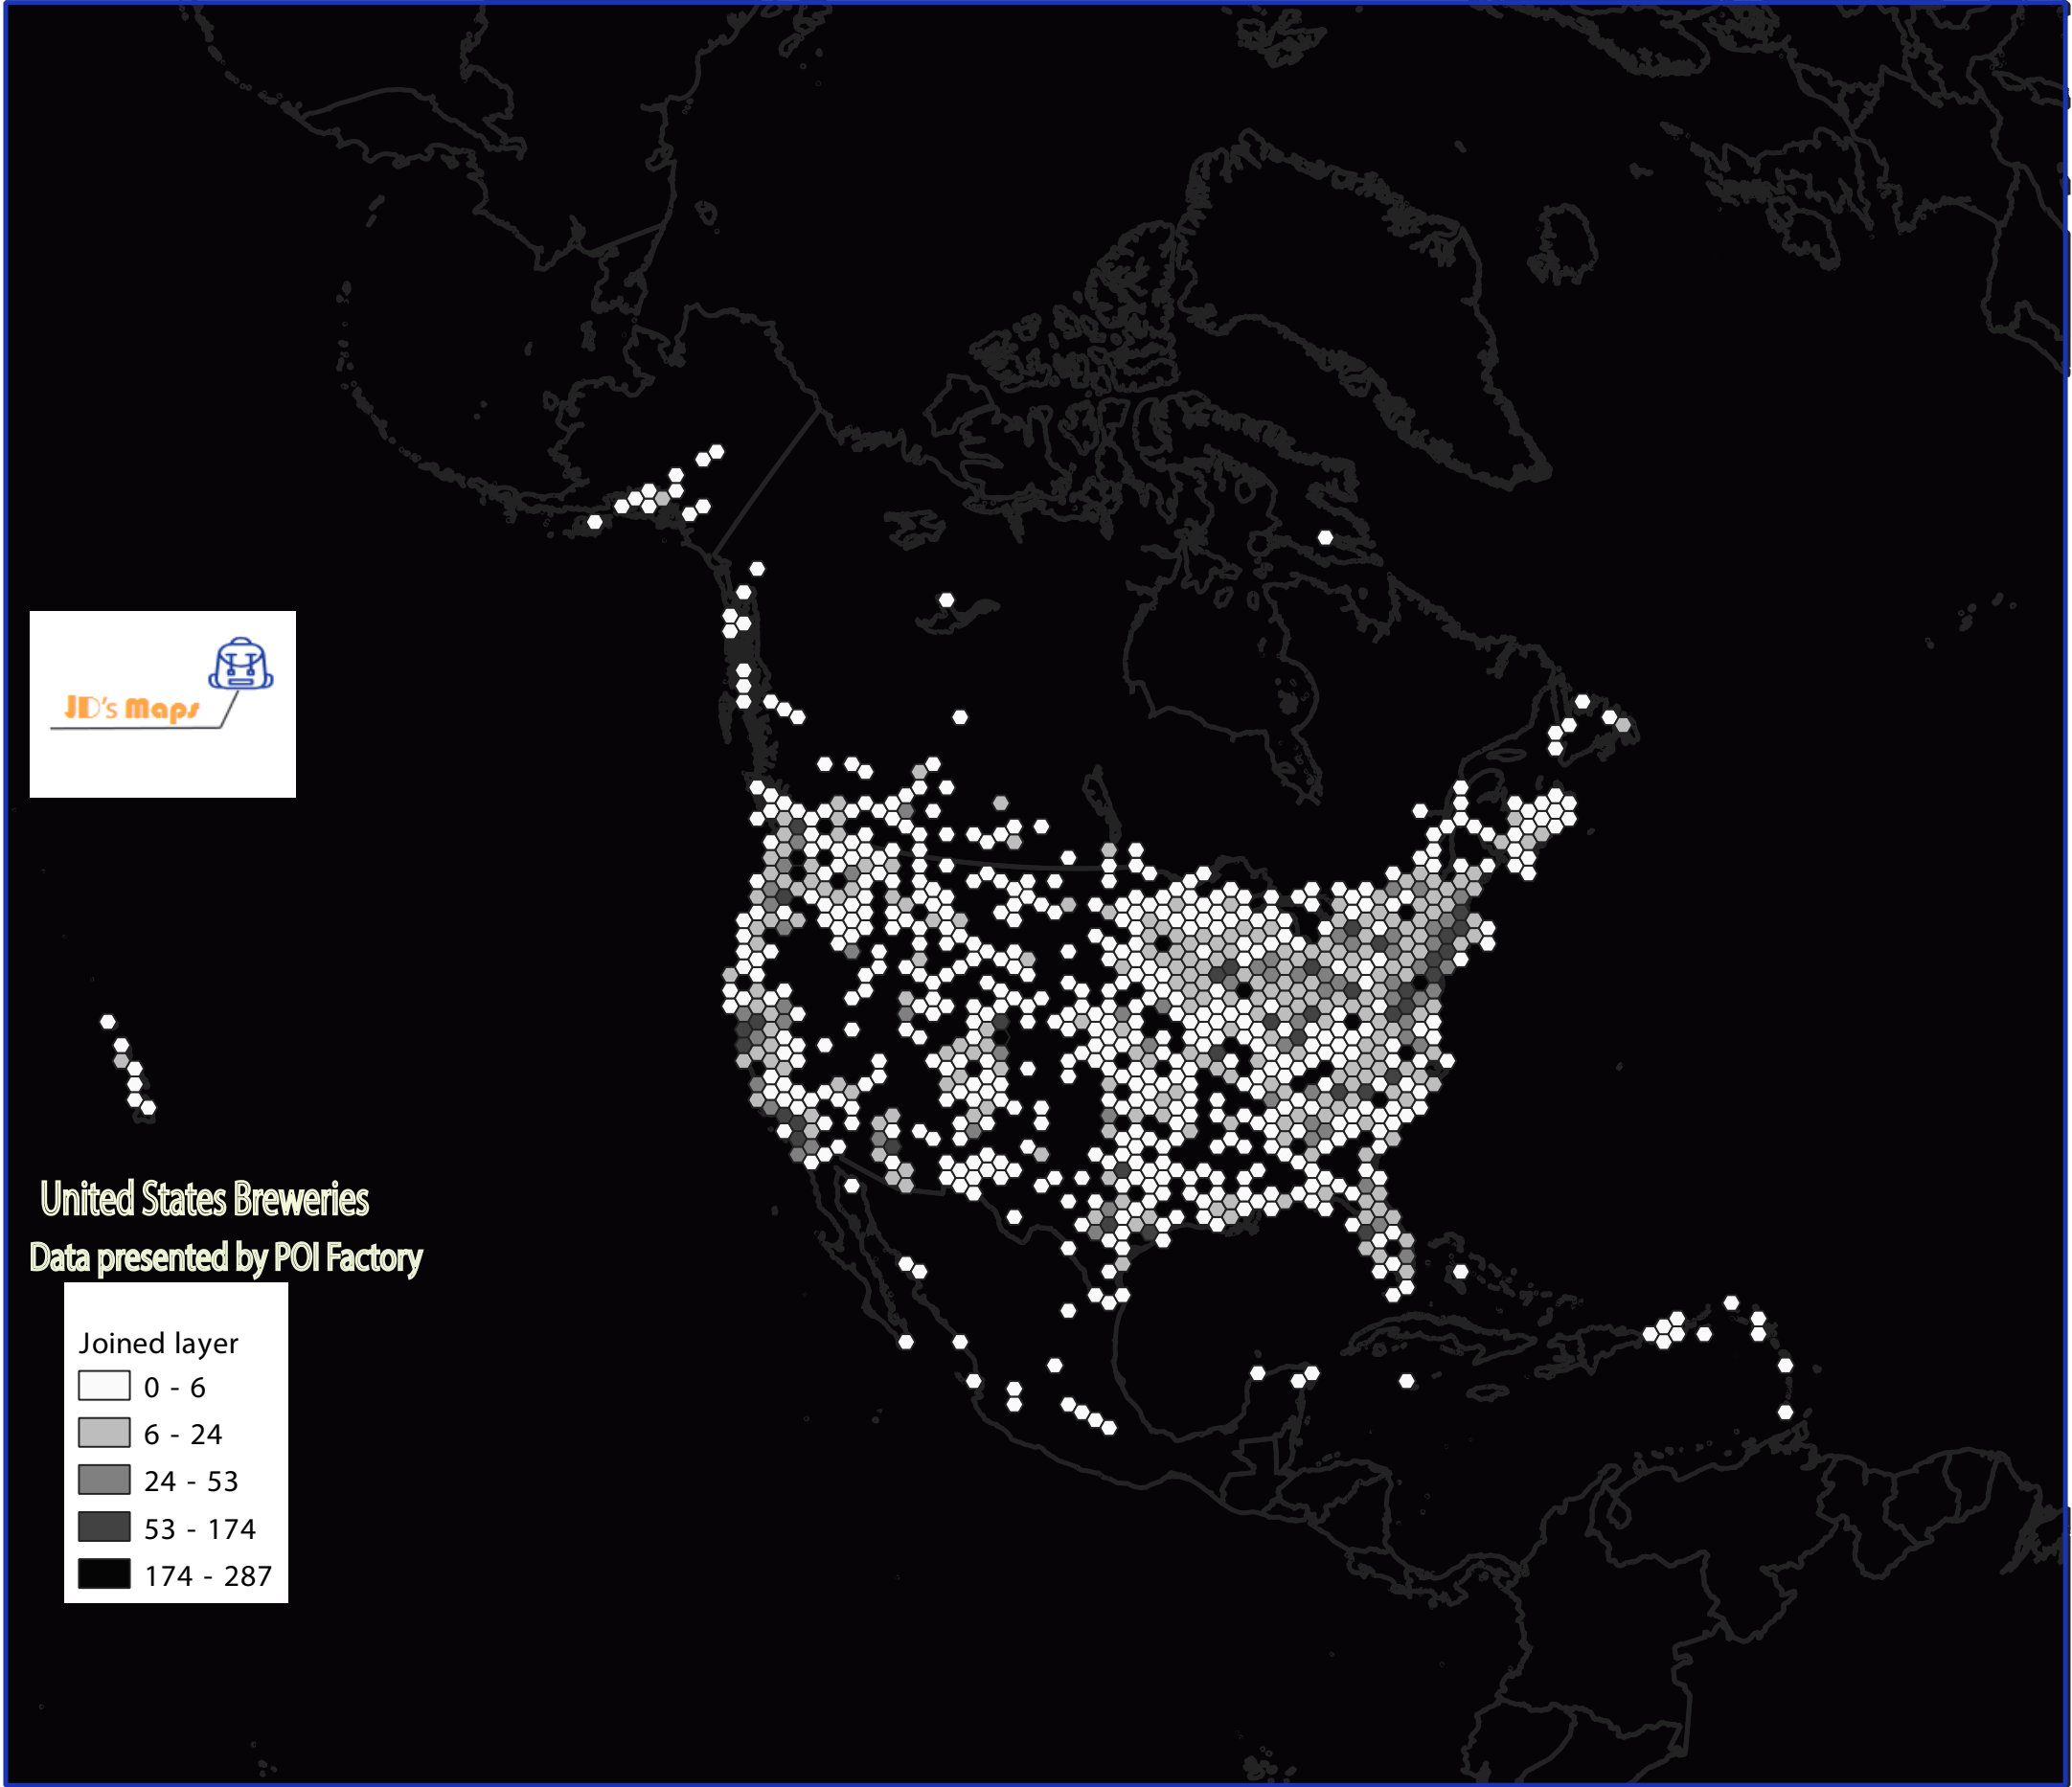 JD's Maps
United States Breweries
Data presented by POI Factory
Joined layer
0 - 6
6 - 24
24 - 53
53 - 174
174 - 287